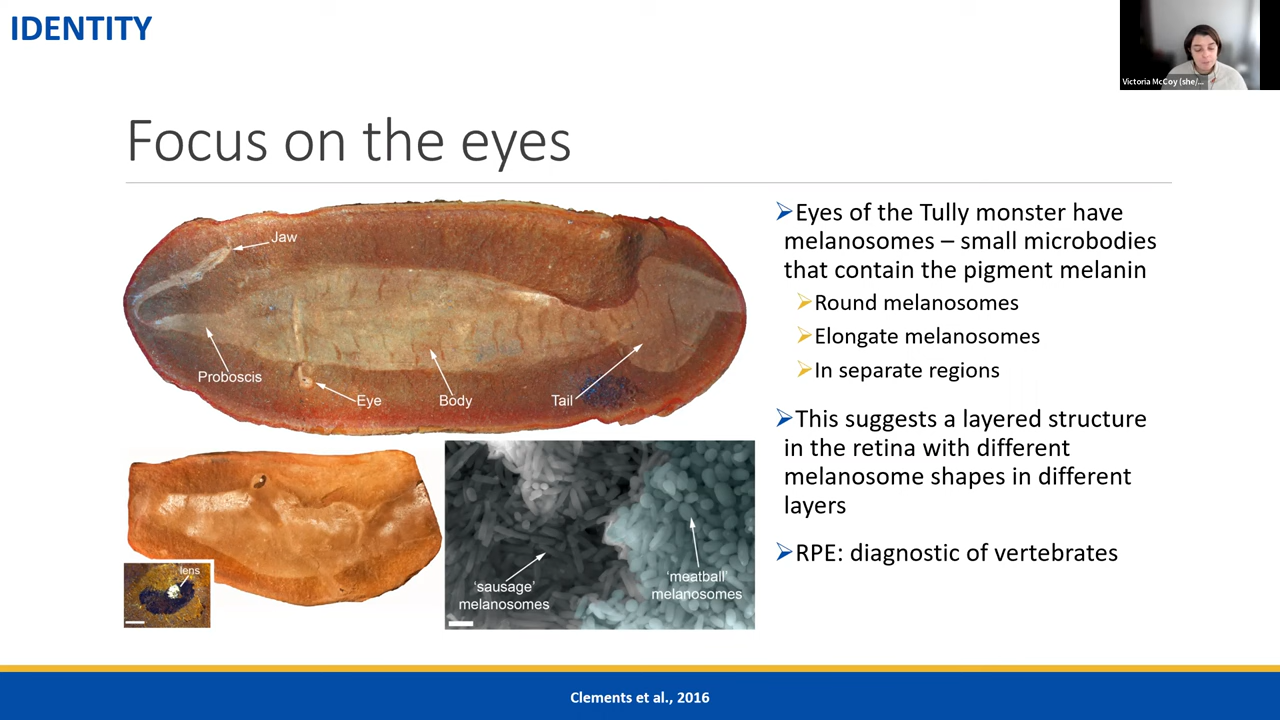 IDENTITY
Victoria McCoy (she/...
Focus on the eyes
Jaw
Proboscis
Eye
Body
Tail
lens
'sausage'
melanosomes
'meatball'
melanosomes
➢Eyes of the Tully monster have
melanosomes – small microbodies
that contain the pigment melanin
➢Round melanosomes
➢Elongate melanosomes
➢In separate regions
➢This suggests a layered structure
in the retina with different
melanosome shapes in different
layers
➢RPE: diagnostic of vertebrates
Clements et al., 2016